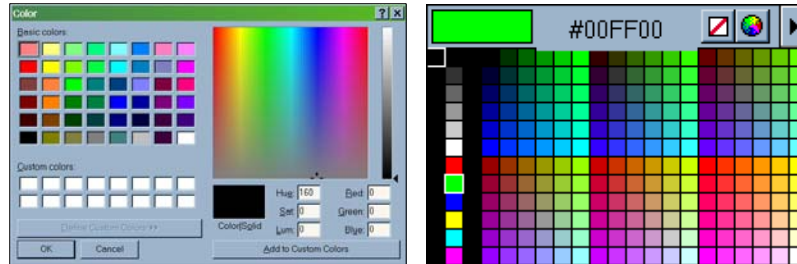 Color
Basic colors:
Custom colors:
Define Custom Colors >>
OK
Cancel
Color|Solid
Hue: 160
Sat: 0
Lum: 0
Red: 0
Green: 0
Blue: 0
Add to Custom Colors
#00FF00